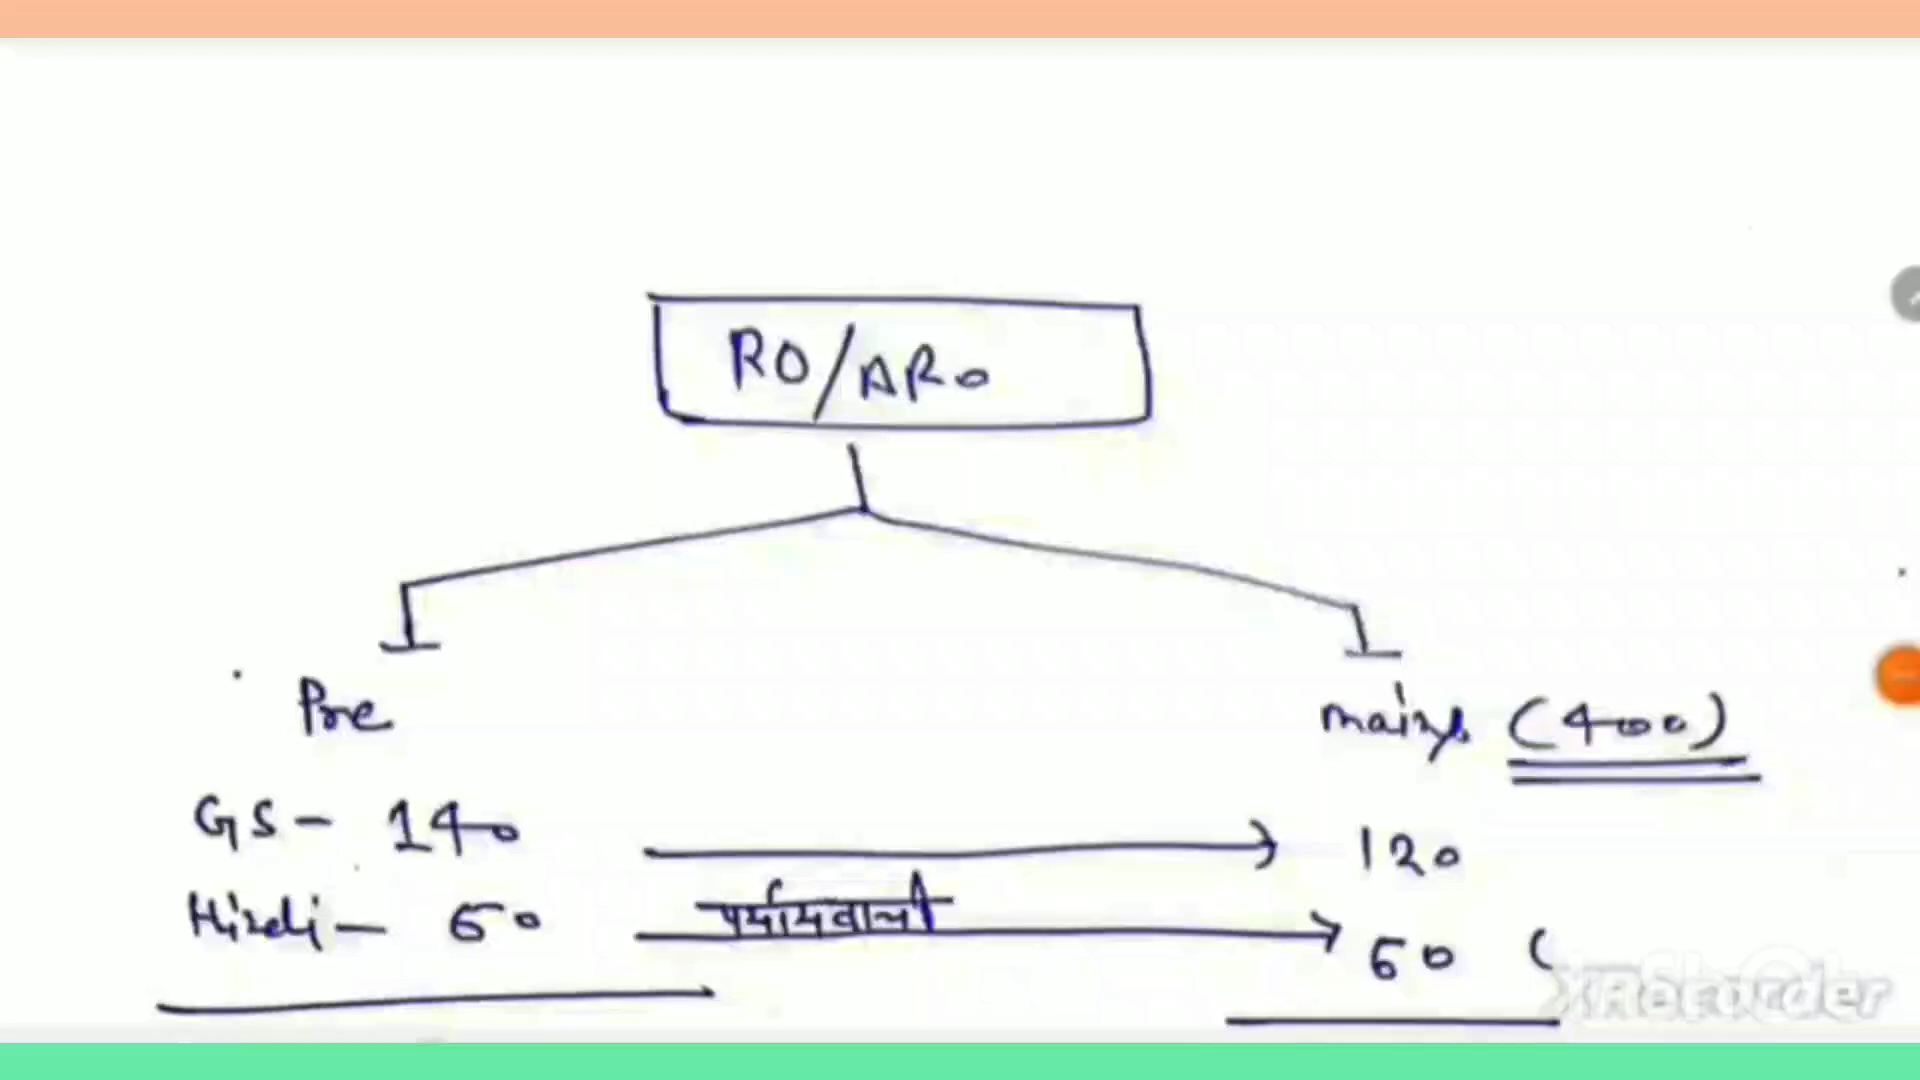 RO/ARO
Pre
mains (400)
GS - 140
120
Hindi - 60
पर्यायवाची
60 (
XRecorder